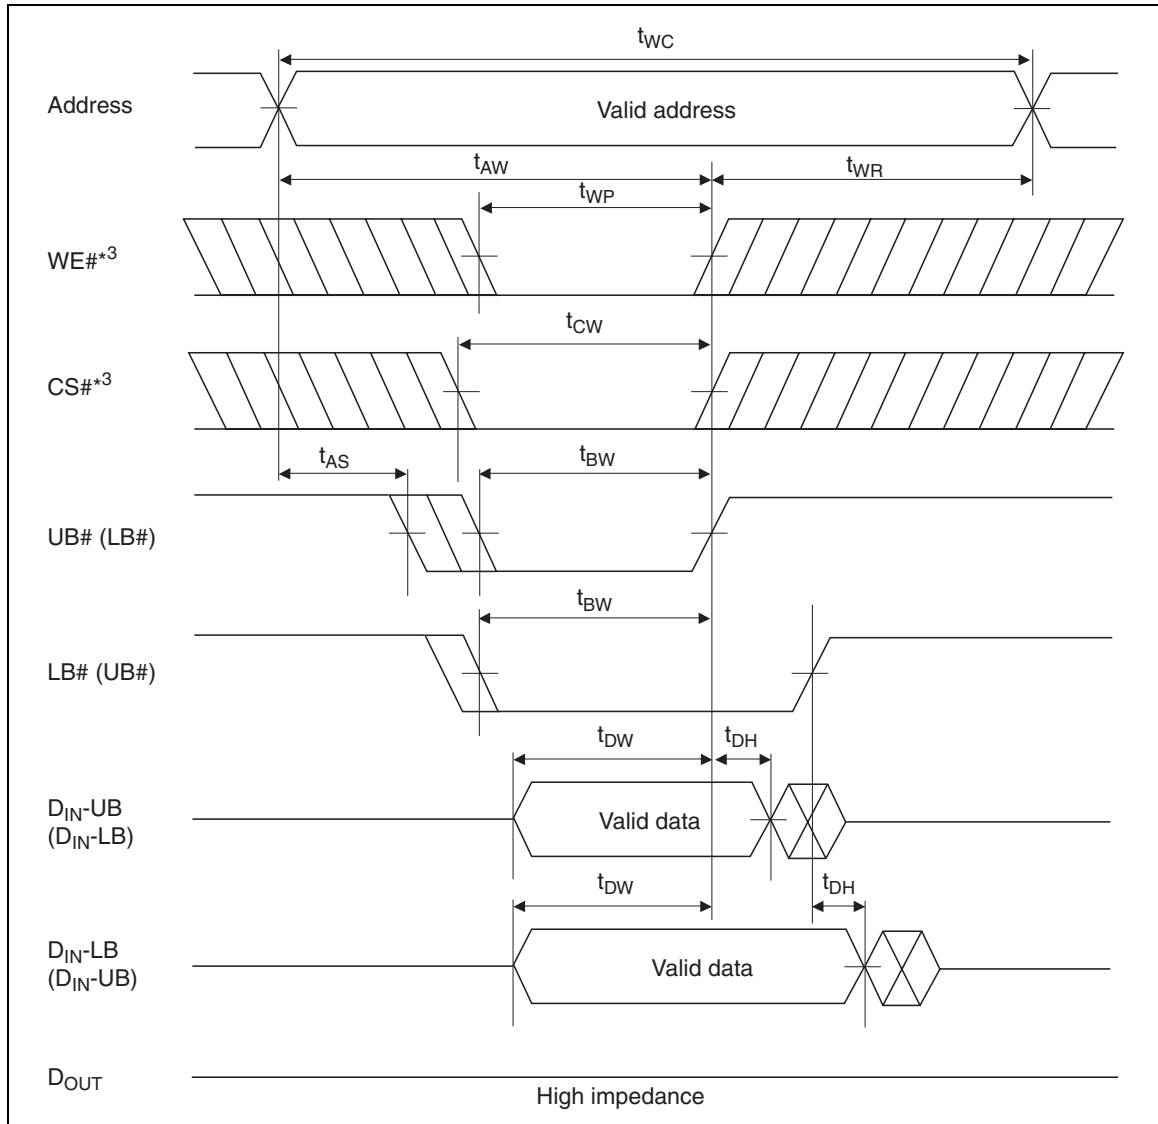 tWC
Address
Valid address
tAW
tWR
tWP
WE#*3
tCW
CS#*3
tAS
tBW
UB# (LB#)
tBW
LB# (UB#)
tDW
tDH
DIN-UB
(DIN-LB)
Valid data
tDW
tDH
DIN-LB
(DIN-UB)
Valid data
DOUT
High impedance